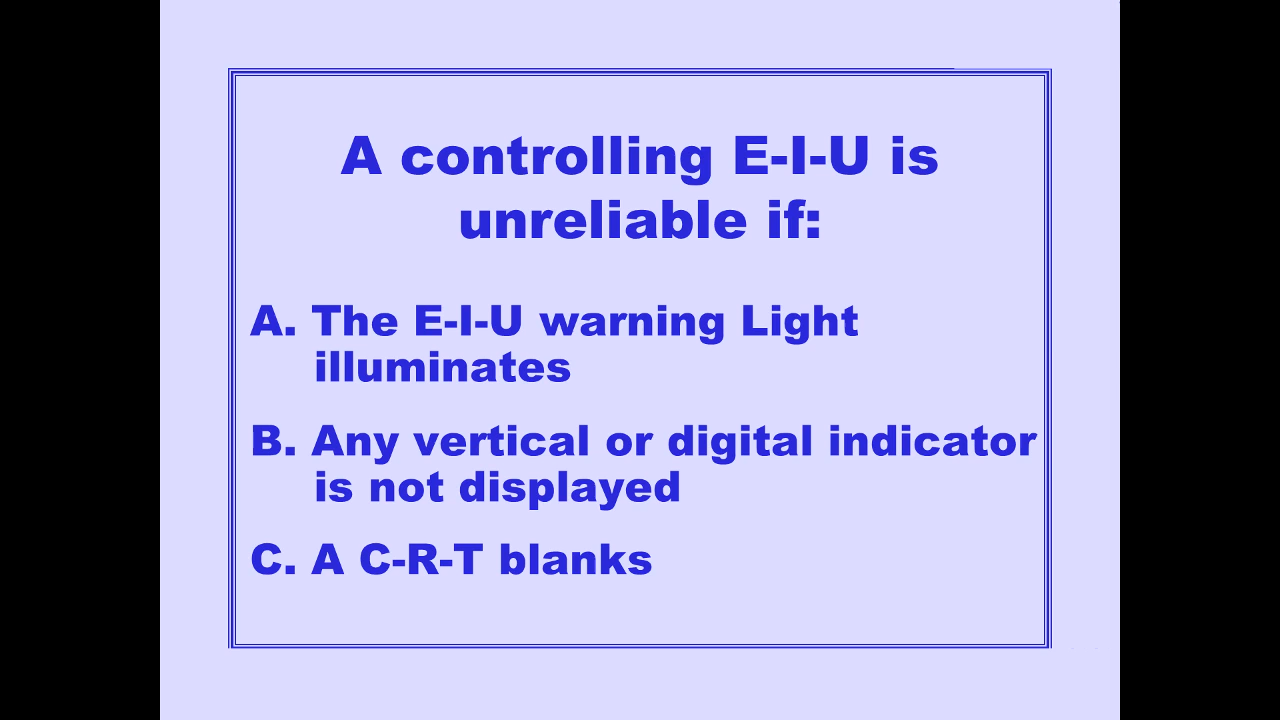 A controlling E-I-U is
unreliable if:
A. The E-I-U warning Light
illuminates
B. Any vertical or digital indicator
is not displayed
C. A C-R-T blanks